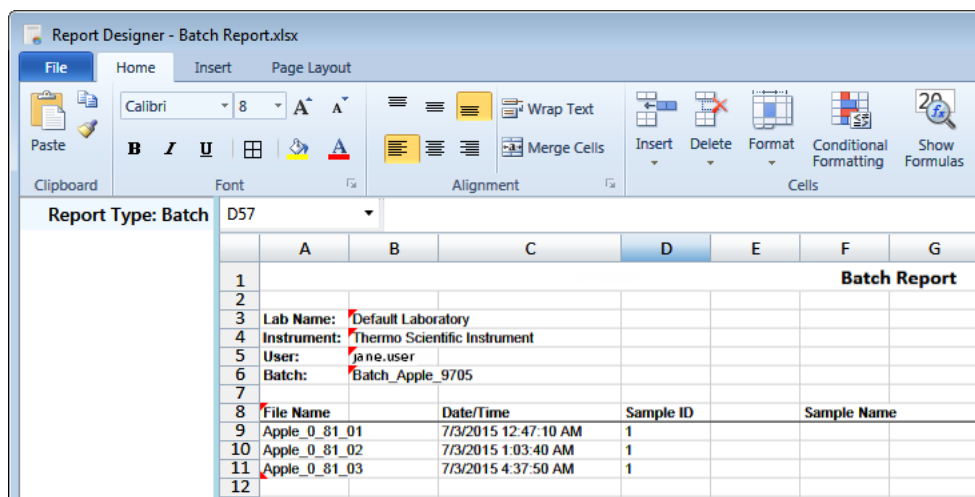 Report Designer - Batch Report.xlsx
File Home Insert Page Layout
Calibri 8 A A Wrap Text Insert Delete Format Conditional Formatting Show Formulas
Paste B I U A Merge Cells
Clipboard Font Alignment Cells
Report Type: Batch D57
A B C D E F G
1 Batch Report
2
3 Lab Name: Default Laboratory
4 Instrument: Thermo Scientific Instrument
5 User: jane.user
6 Batch: Batch_Apple_9705
7
8 File Name Date/Time Sample ID Sample Name
9 Apple_0_81_01 7/3/2015 12:47:10 AM 1
10 Apple_0_81_02 7/3/2015 1:03:40 AM 1
11 Apple_0_81_03 7/3/2015 4:37:50 AM 1
12